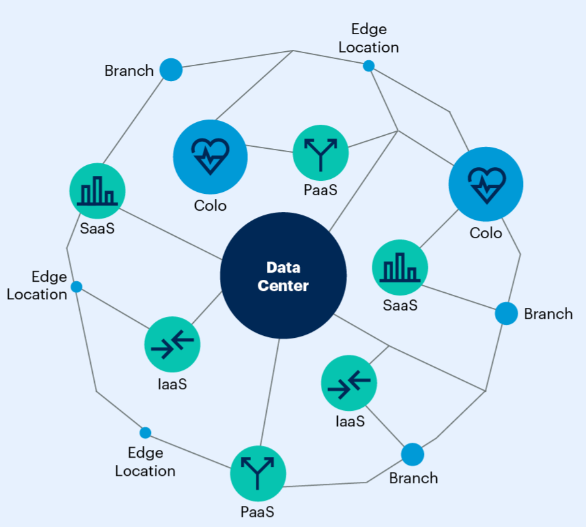 Edge
Location
Branch
Colo
PaaS
SaaS
Colo
Data
Center
SaaS
Edge
Location
Branch
IaaS
IaaS
Edge
Location
Branch
PaaS